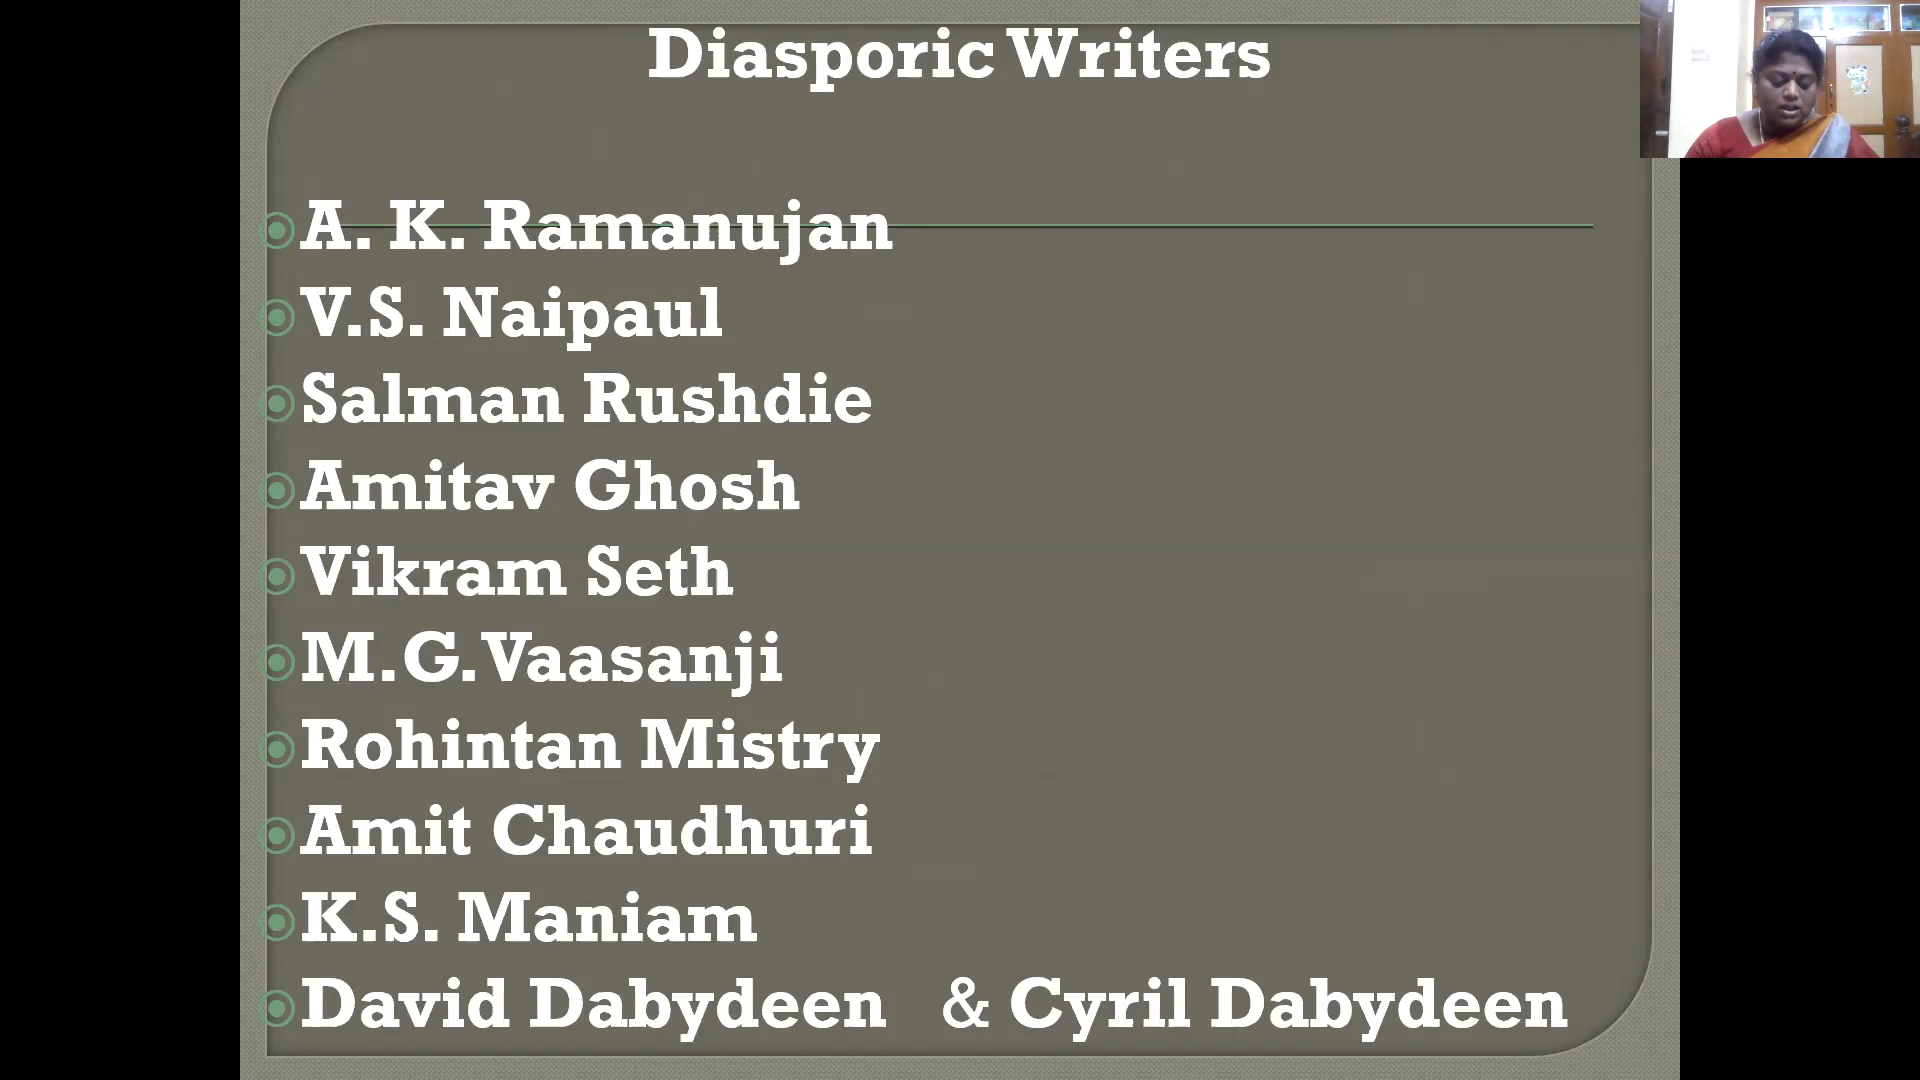 Diasporic Writers
A. K. Ramanujan
V.S. Naipaul
Salman Rushdie
Amitav Ghosh
Vikram Seth
M.G.Vaasanji
Rohintan Mistry
Amit Chaudhuri
K.S. Maniam
David Dabydeen & Cyril Dabydeen